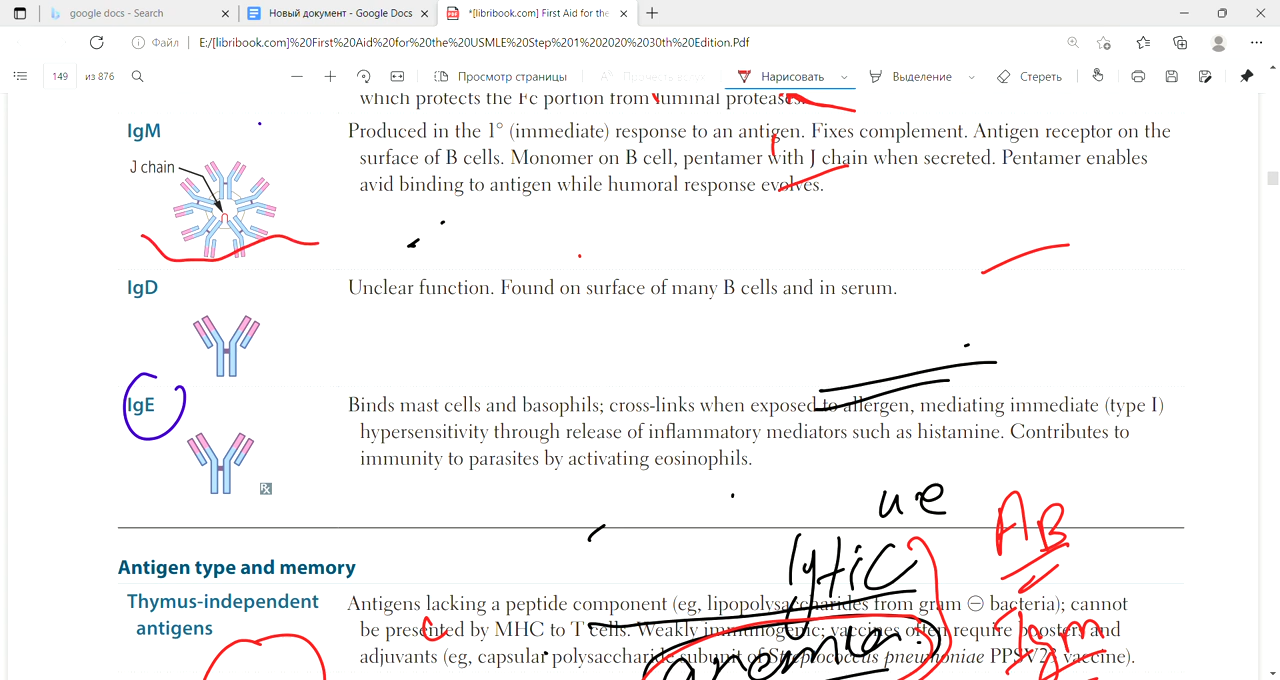 google docs - Search
Новый документ - Google Docs
*[libribook.com] First Aid for the
Файл
E:/[libribook.com]%20First%20Aid%20for%20the%20USMLE%20Step%201%202020%2030th%20Edition.Pdf
149 из 876
Просмотр страницы
Нарисовать
Выделение
Стереть
which protects the Fc portion from luminal proteases.
IgM
J chain
Produced in the 1° (immediate) response to an antigen. Fixes complement. Antigen receptor on the
surface of B cells. Monomer on B cell, pentamer with J chain when secreted. Pentamer enables
avid binding to antigen while humoral response evolves.
IgD
Unclear function. Found on surface of many B cells and in serum.
IgE
Binds mast cells and basophils; cross-links when exposed to allergen, mediating immediate (type I)
hypersensitivity through release of inflammatory mediators such as histamine. Contributes to
immunity to parasites by activating eosinophils.
Rx
не
AB
lytic
Antigen type and memory
Thymus-independent
antigens
Antigens lacking a peptide component (eg, lipopolysaccharides from gram ⊖ bacteria); cannot
be presented by MHC to T cells. Weakly immunogenic; vaccines often require boosters and
adjuvants (eg, capsular polysaccharide subunit of Streptococcus pneumoniae PPSV23 vaccine).
C
Igm
anemia